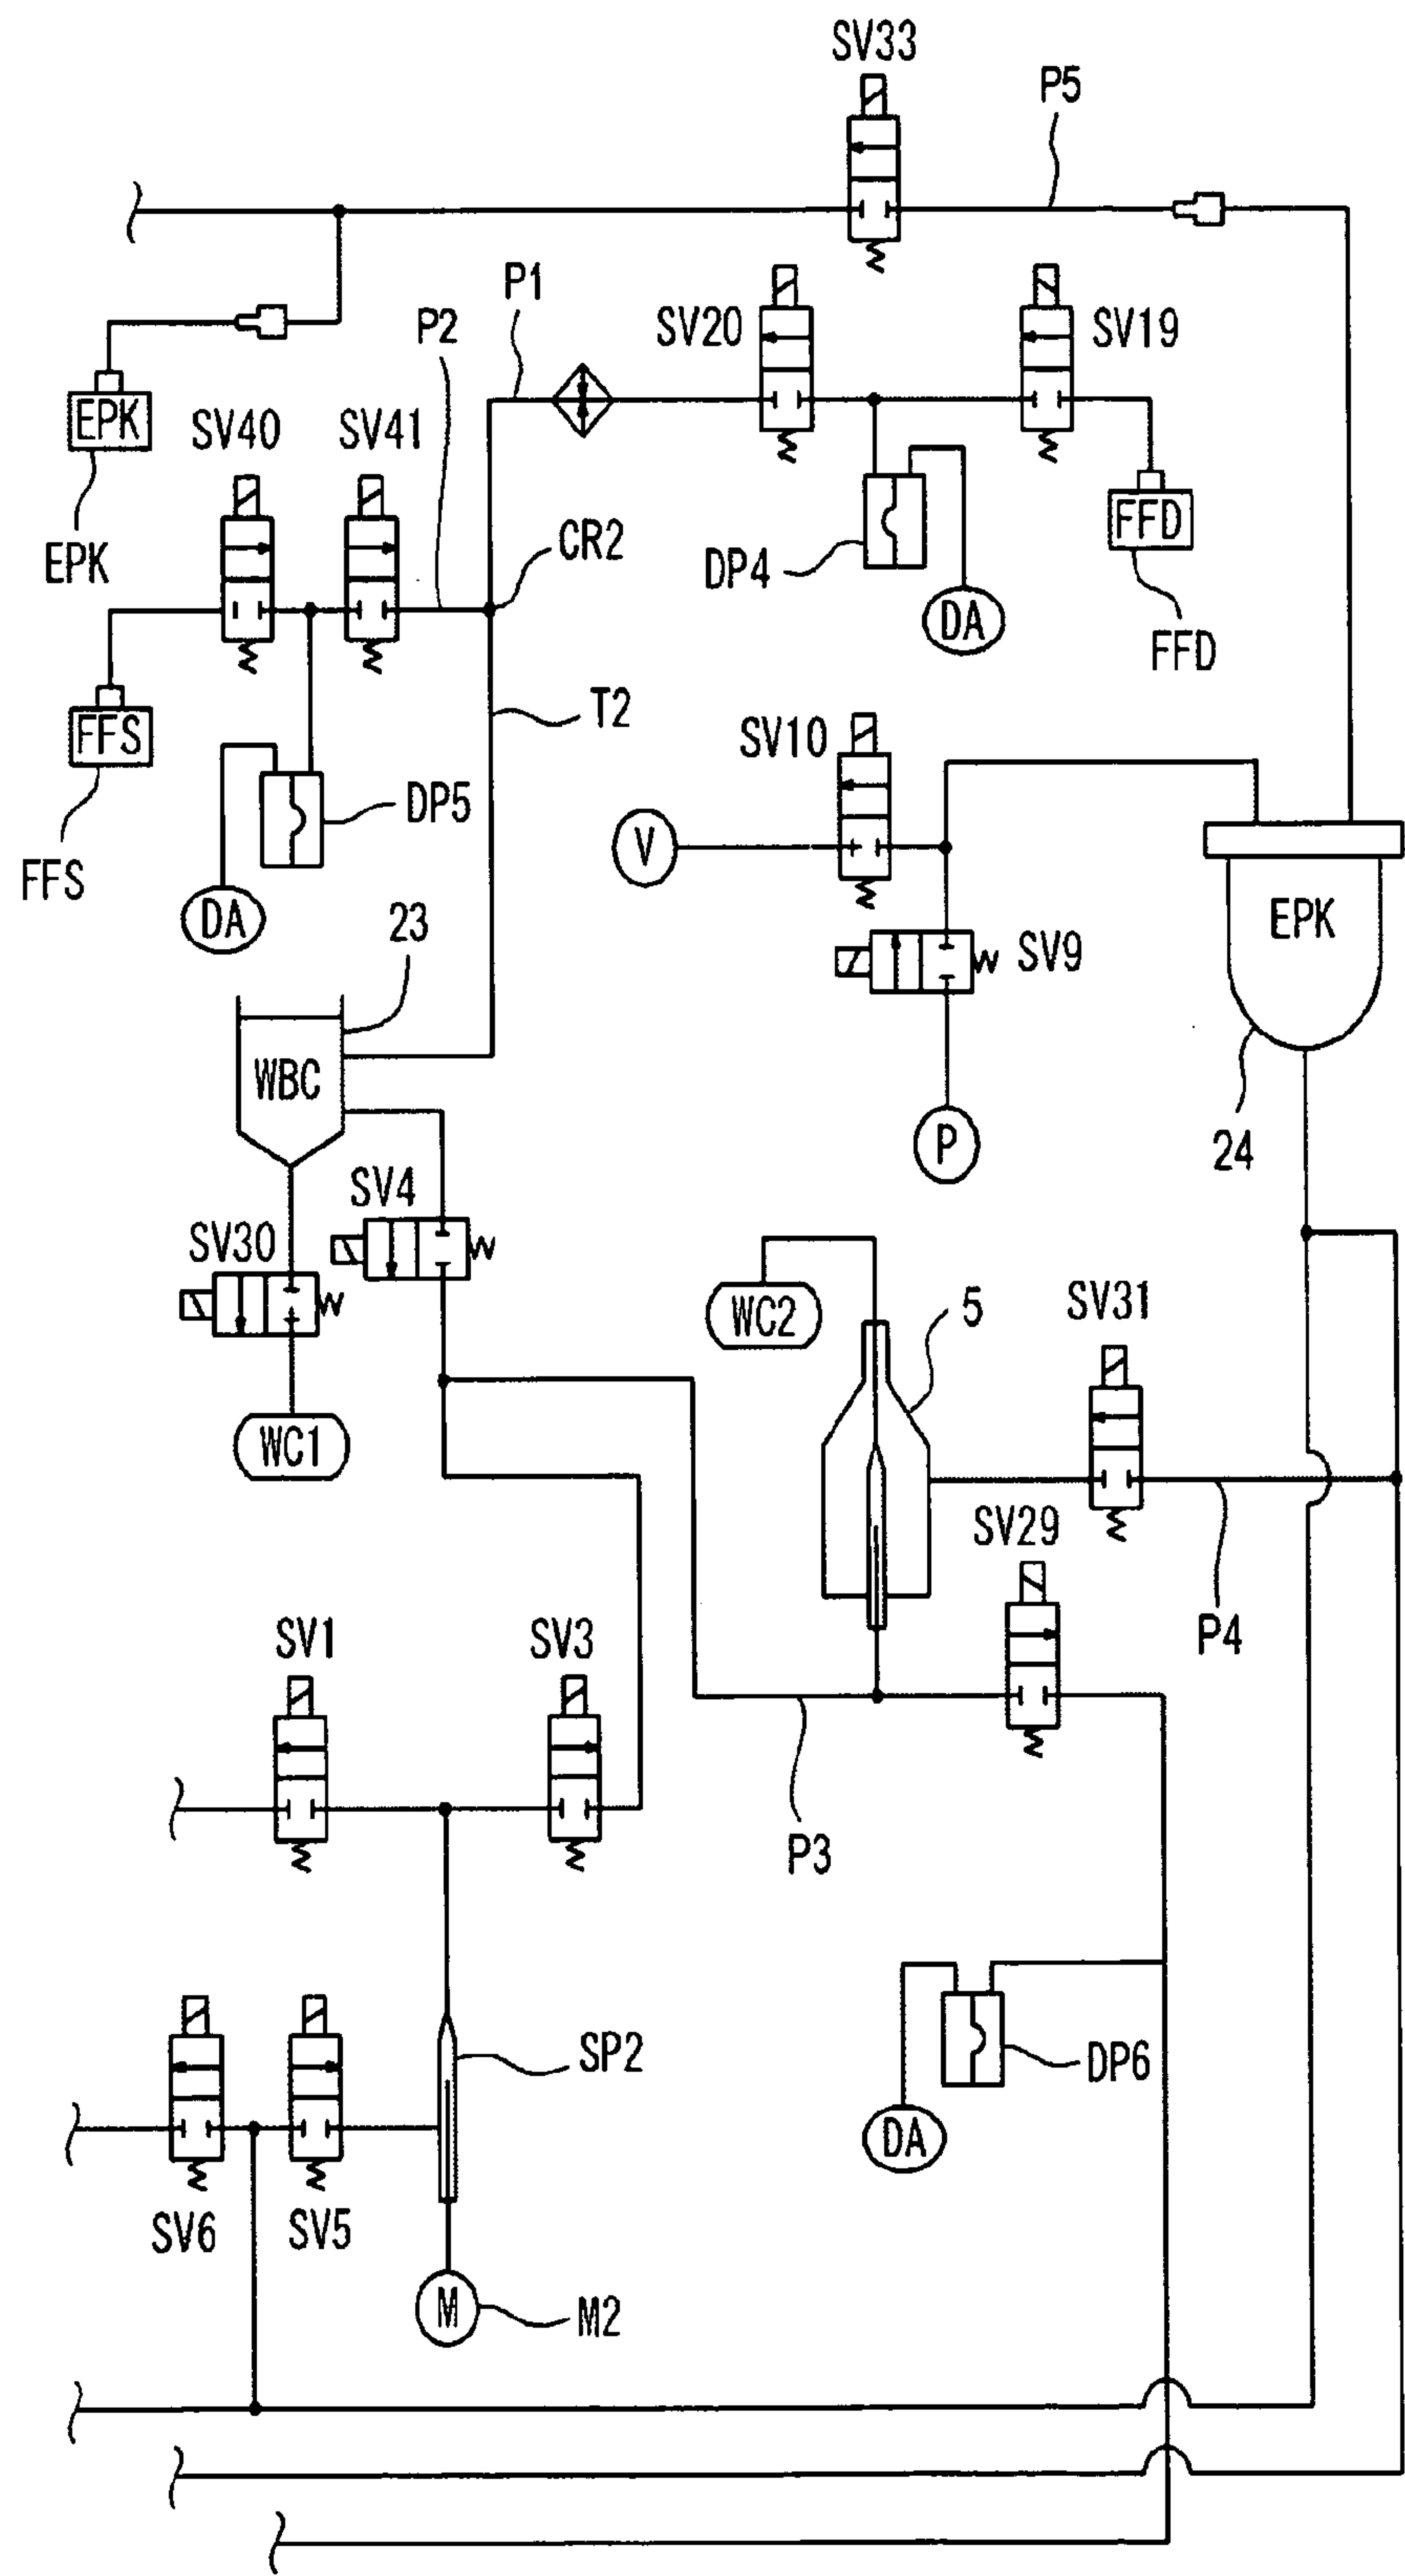 SV33
P5
P1
P2
SV20
SV19
EPK
SV40
SV41
EPK
CR2
DP4
FFD
DA
FFD
FFS
T2
SV10
DP5
V
FFS
DA
23
EPK
SV9
WBC
P
24
SV4
SV30
WC2
5
SV31
WC1
SV29
P4
SV1
SV3
P3
SP2
DP6
DA
SV6
SV5
M
M2